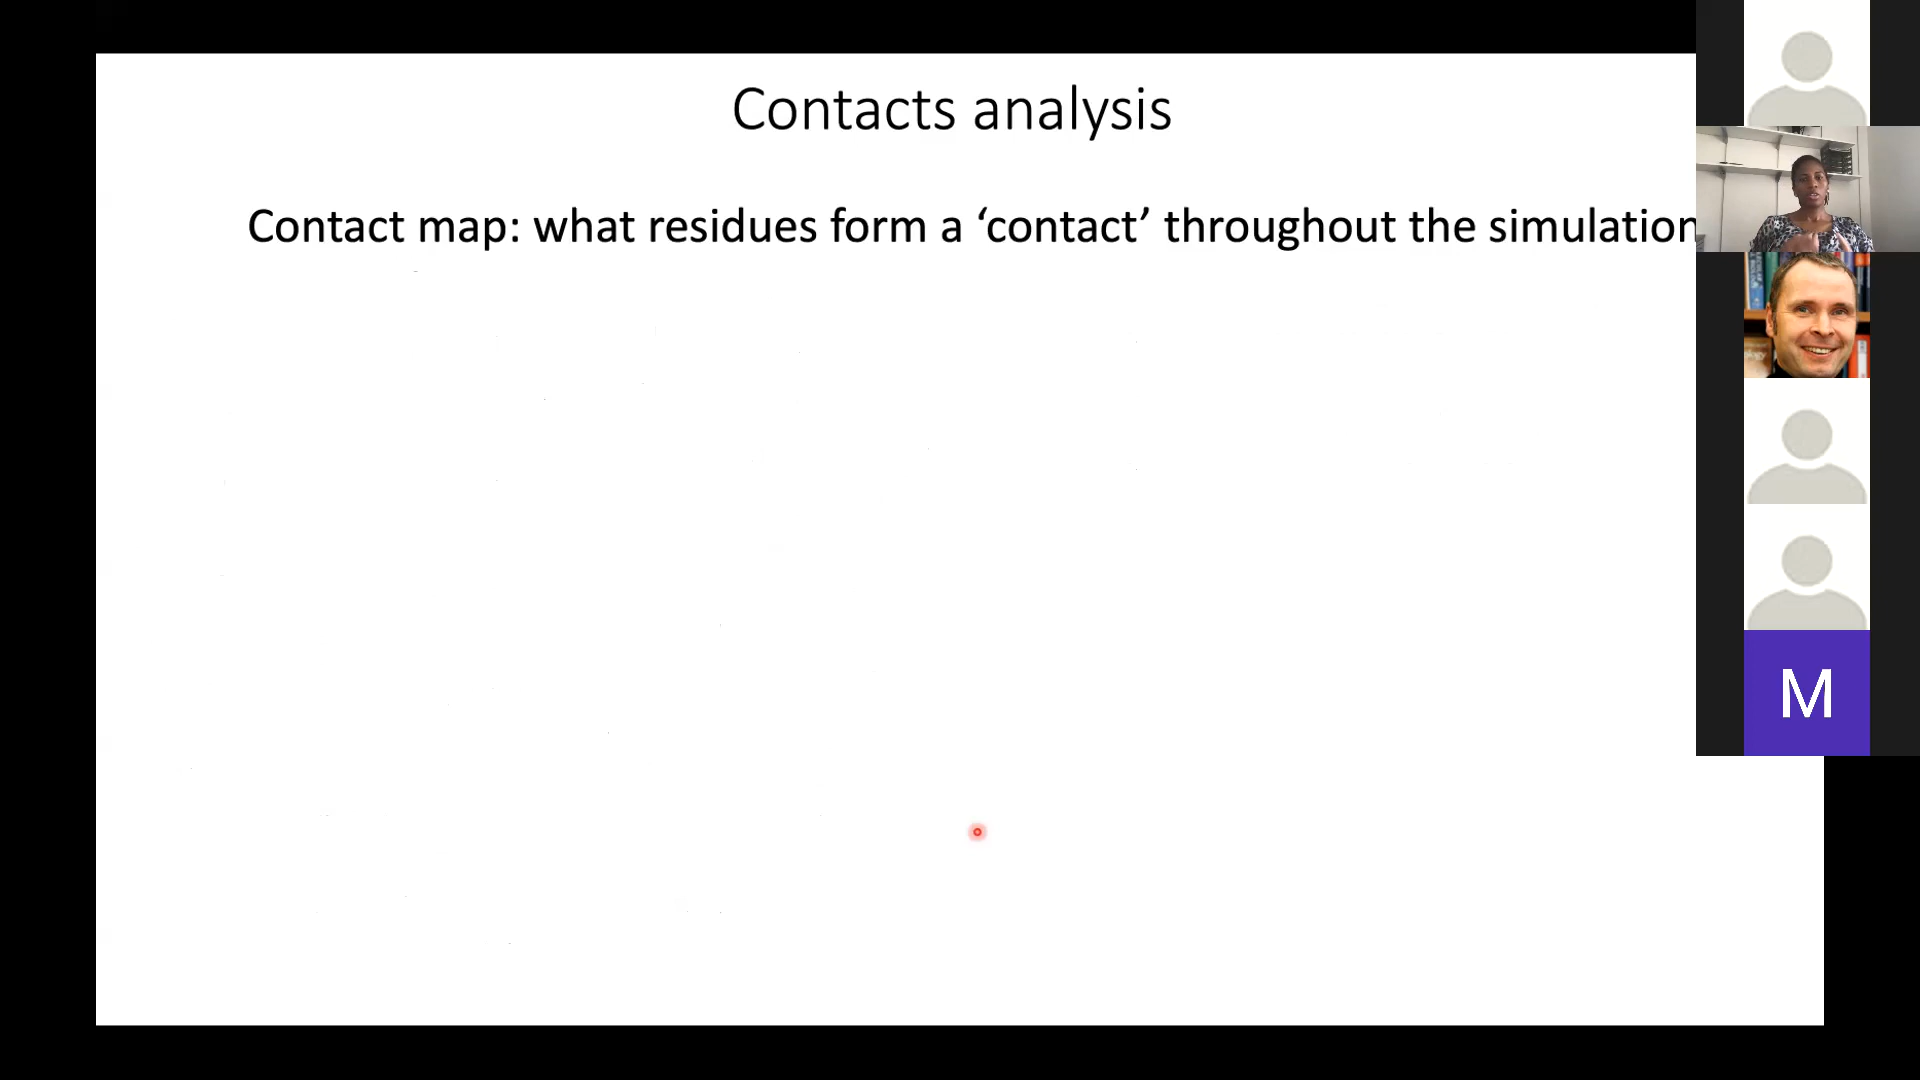 Contacts analysis
Contact map: what residues form a ‘contact’ throughout the simulation
M